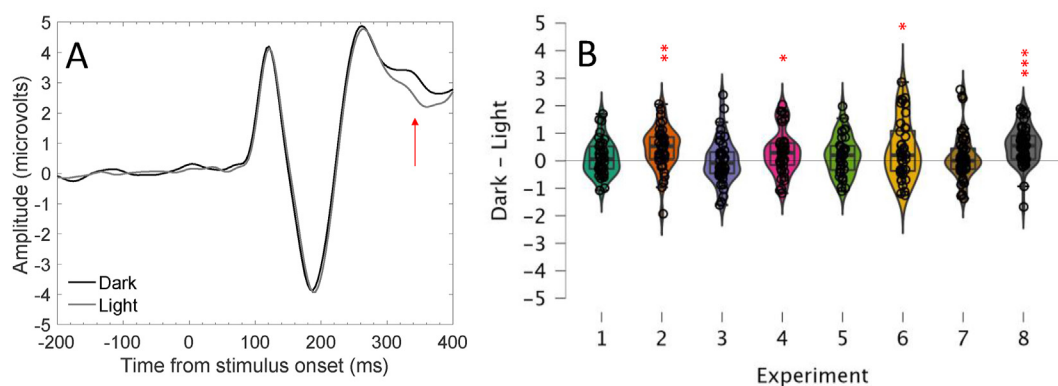 A
5
4
3
2
1
0
-1
-2
-3
-4
-5
Amplitude (microvolts)
Dark
Light
-200 -100 0 100 200 300 400
Time from stimulus onset (ms)
B
5
4
3
2
1
0
-1
-2
-3
-4
-5
Dark – Light
**
*
*
***
1 2 3 4 5 6 7 8
Experiment